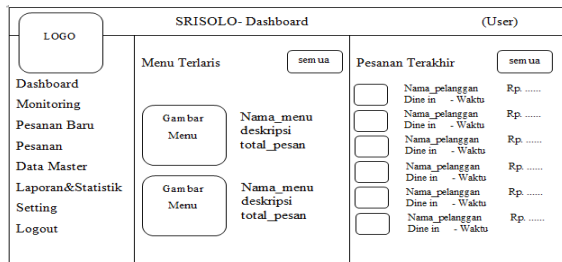 SRISOLO- Dashboard
(User)
LOGO
Dashboard
Monitoring
Pesanan Baru
Pesanan
Data Master
Laporan&Statistik
Setting
Logout
Menu Terlaris
semua
Gambar
Menu
Nama_menu
deskripsi
total_pesan
Gambar
Menu
Nama_menu
deskripsi
total_pesan
Pesanan Terakhir
semua
Nama_pelanggan Rp. ......
Dine in - Waktu
Nama_pelanggan Rp. ......
Dine in - Waktu
Nama_pelanggan Rp. ......
Dine in - Waktu
Nama_pelanggan Rp. ......
Dine in - Waktu
Nama_pelanggan Rp. ......
Dine in - Waktu
Nama_pelanggan Rp. ......
Dine in - Waktu